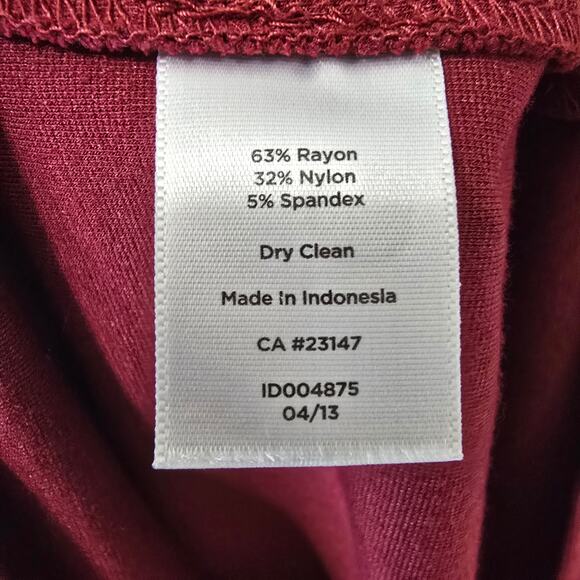 63% Rayon
32% Nylon
5% Spandex
Dry Clean
Made In Indonesia
CA #23147
ID004875
04/13